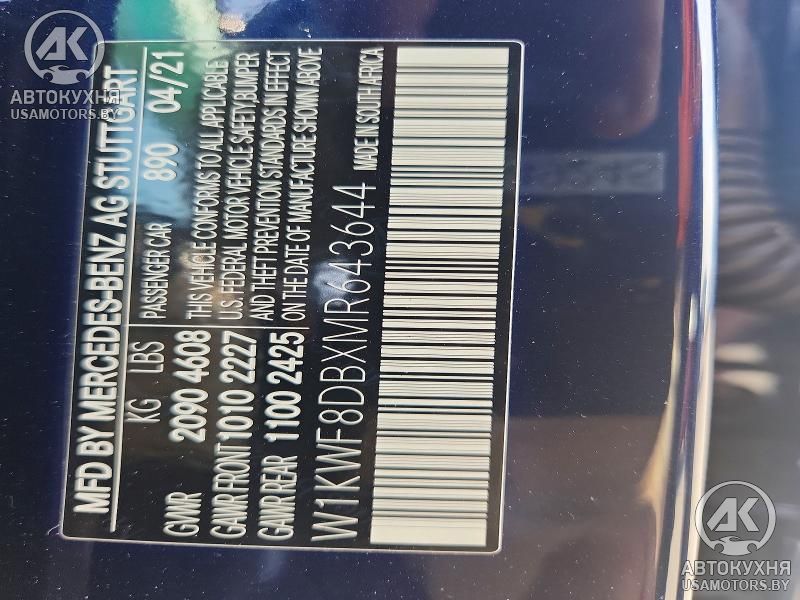 MFD BY MERCEDES-BENZ AG STUTTGART
KG LBS PASSENGER CAR 890 04/21
GVWR 2090 4608 THIS VEHICLE CONFORMS TO ALL APPLICABLE
GAWR FRONT 1010 2227 U.S. FEDERAL MOTOR VEHICLE SAFETY,BUMPER
GAWR REAR 1100 2425 AND THEFT PREVENTION STANDARDS IN EFFECT
ON THE DATE OF MANUFACTURE SHOWN ABOVE
W1KWF8DBXMR643644 MADE IN SOUTH AFRICA
AK
АВТОКУХНЯ
USAMOTORS.BY
AK
АВТОКУХНЯ
USAMOTORS.BY